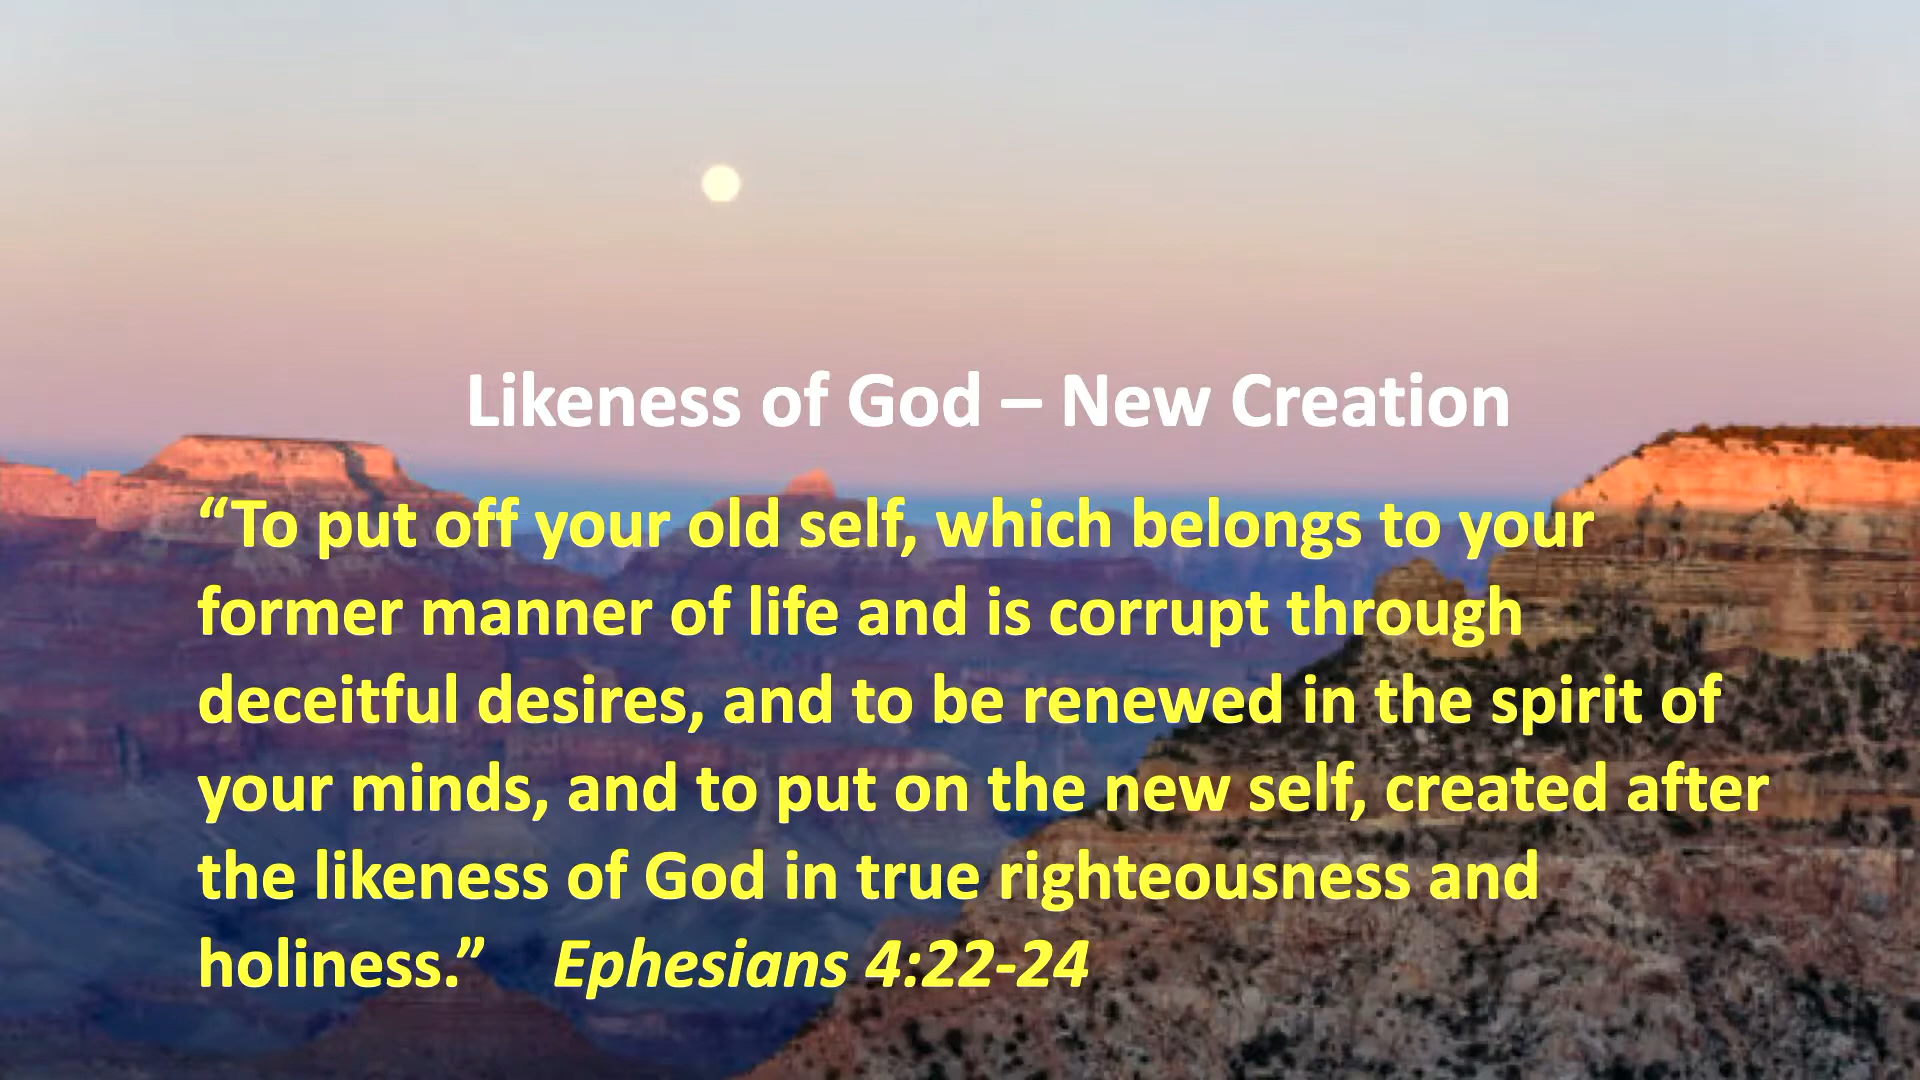 Likeness of God – New Creation
“To put off your old self, which belongs to your
former manner of life and is corrupt through
deceitful desires, and to be renewed in the spirit of
your minds, and to put on the new self, created after
the likeness of God in true righteousness and
holiness.” Ephesians 4:22-24